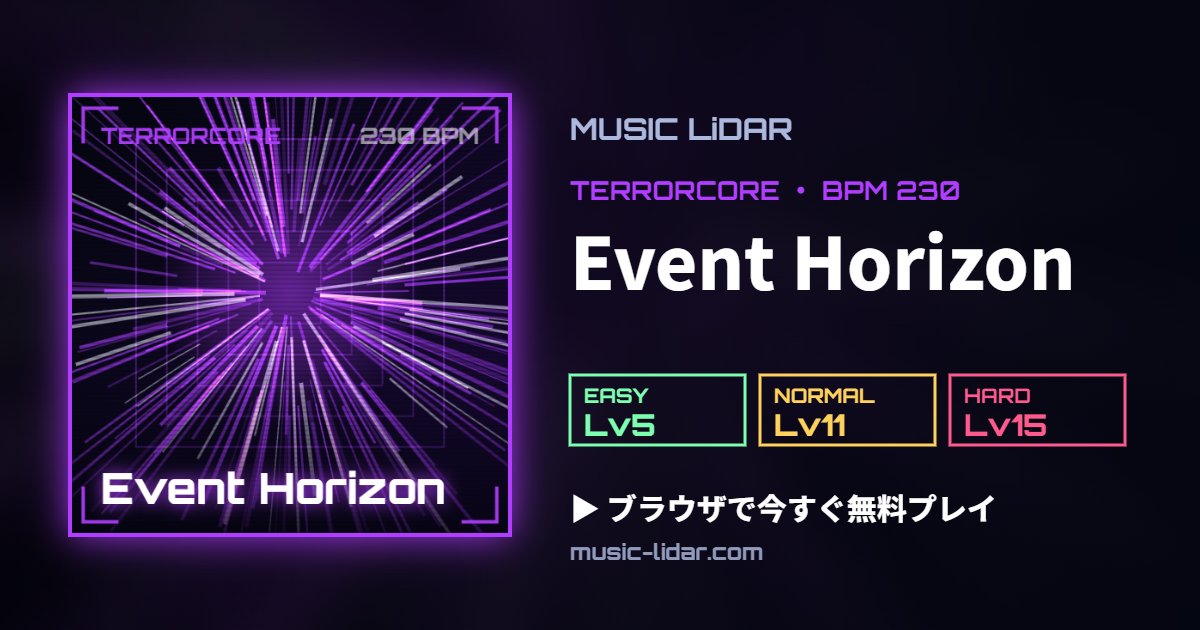 TERRORCORE 230 BPM
Event Horizon
MUSIC LiDAR
TERRORCORE • BPM 230
Event Horizon
EASY
Lv5
NORMAL
Lv11
HARD
Lv15
▶ ブラウザで今すぐ無料プレイ
music-lidar.com